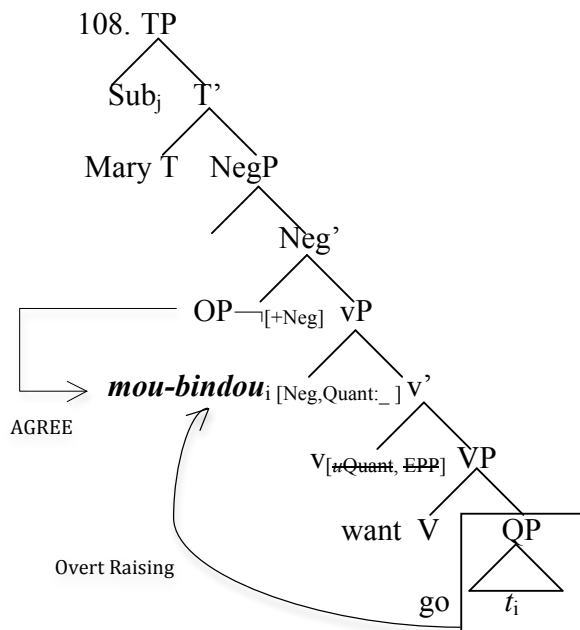 108. TP
Subj T’
Mary T NegP
Neg’
OP¬[+Neg] vP
mou-bindoui [Neg,Quant:_ ] v’
AGREE
v[uQuant, EPP] VP
want V QP
Overt Raising
go ti